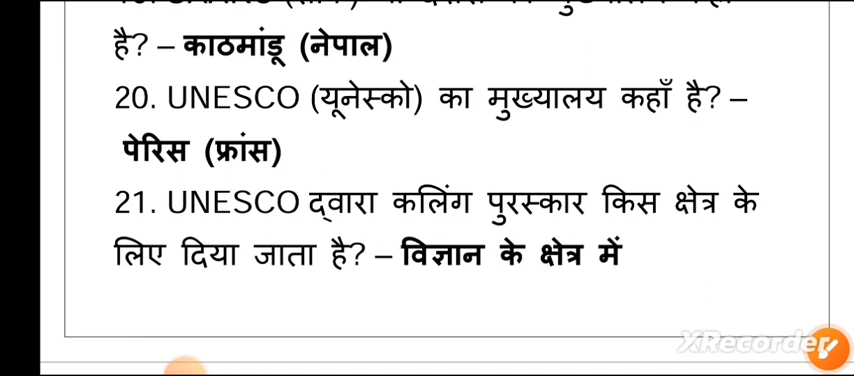 है? – काठमांडू (नेपाल)
20. UNESCO (यूनेस्को) का मुख्यालय कहाँ है? –
पेरिस (फ्रांस)
21. UNESCO द्वारा कलिंग पुरस्कार किस क्षेत्र के
लिए दिया जाता है? – विज्ञान के क्षेत्र में
XRecorder